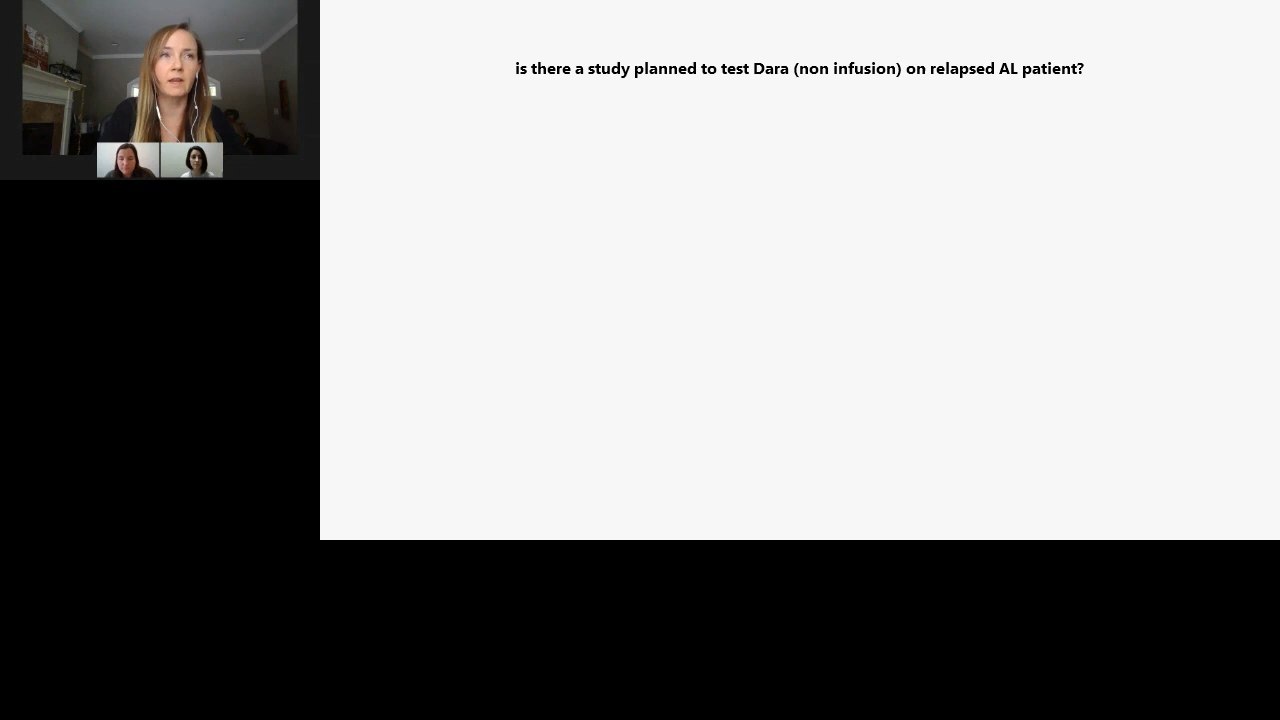 is there a study planned to test Dara (non infusion) on relapsed AL patient?